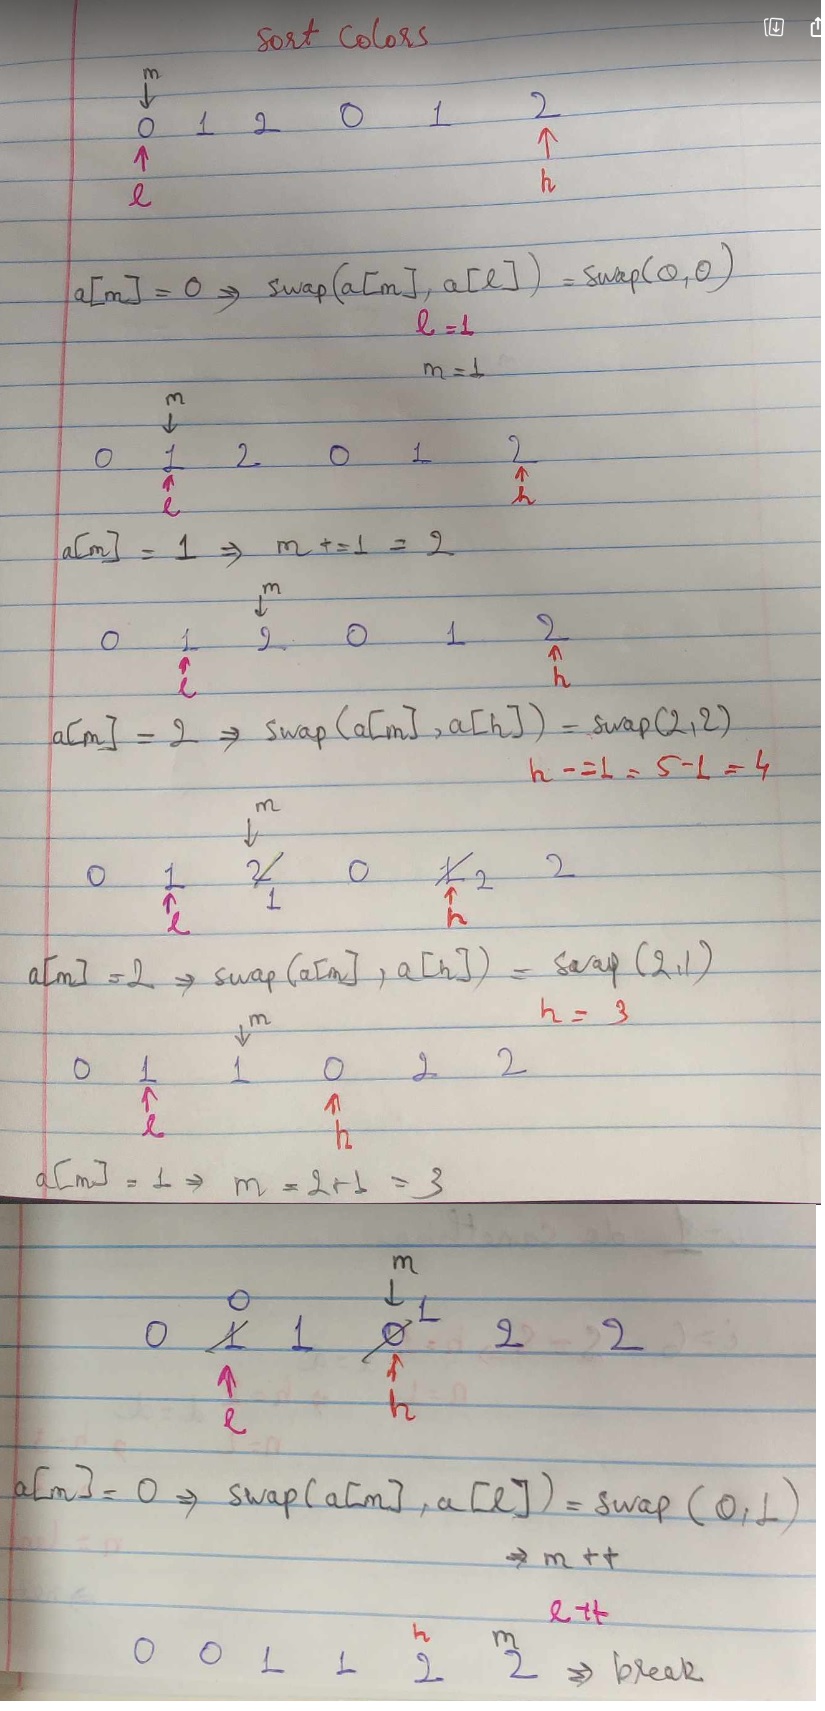 Sort Colors
m
↓
0 1 2 0 1 2
↑ ↑
l h
a[m] = 0 ⇒ swap(a[m], a[l]) = swap(0,0)
l = 1
m = 1
m
↓
0 1 2 0 1 2
↑ ↑
l h
a[m] = 1 ⇒ m += 1 = 2
m
↓
0 1 2 0 1 2
↑ ↑
l h
a[m] = 2 ⇒ swap(a[m], a[h]) = swap(2,2)
h -= 1 = 5-1 = 4
m
↓
0 1 2 0 1 2 2
1
↑ ↑
l h
a[m] = 2 ⇒ swap(a[m], a[h]) = swap(2,1)
h = 3
↓ m
0 1 1 0 2 2
↑ ↑
l h
a[m] = 1 ⇒ m = 2+1 = 3
m
0 ↓ 1
0 1 1 0 2 2
↑ ↑
l h
a[m] = 0 ⇒ swap(a[m], a[l]) = swap(0,1)
⇒ m++
l++
h m
0 0 1 1 2 2 ⇒ break